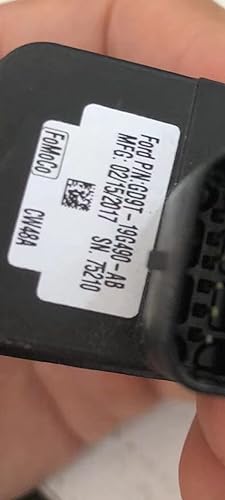 Ford P/N:GD9T-19G490-AB
MFG: 02/15/2017 SN: 75210
FoMoCo CW48A